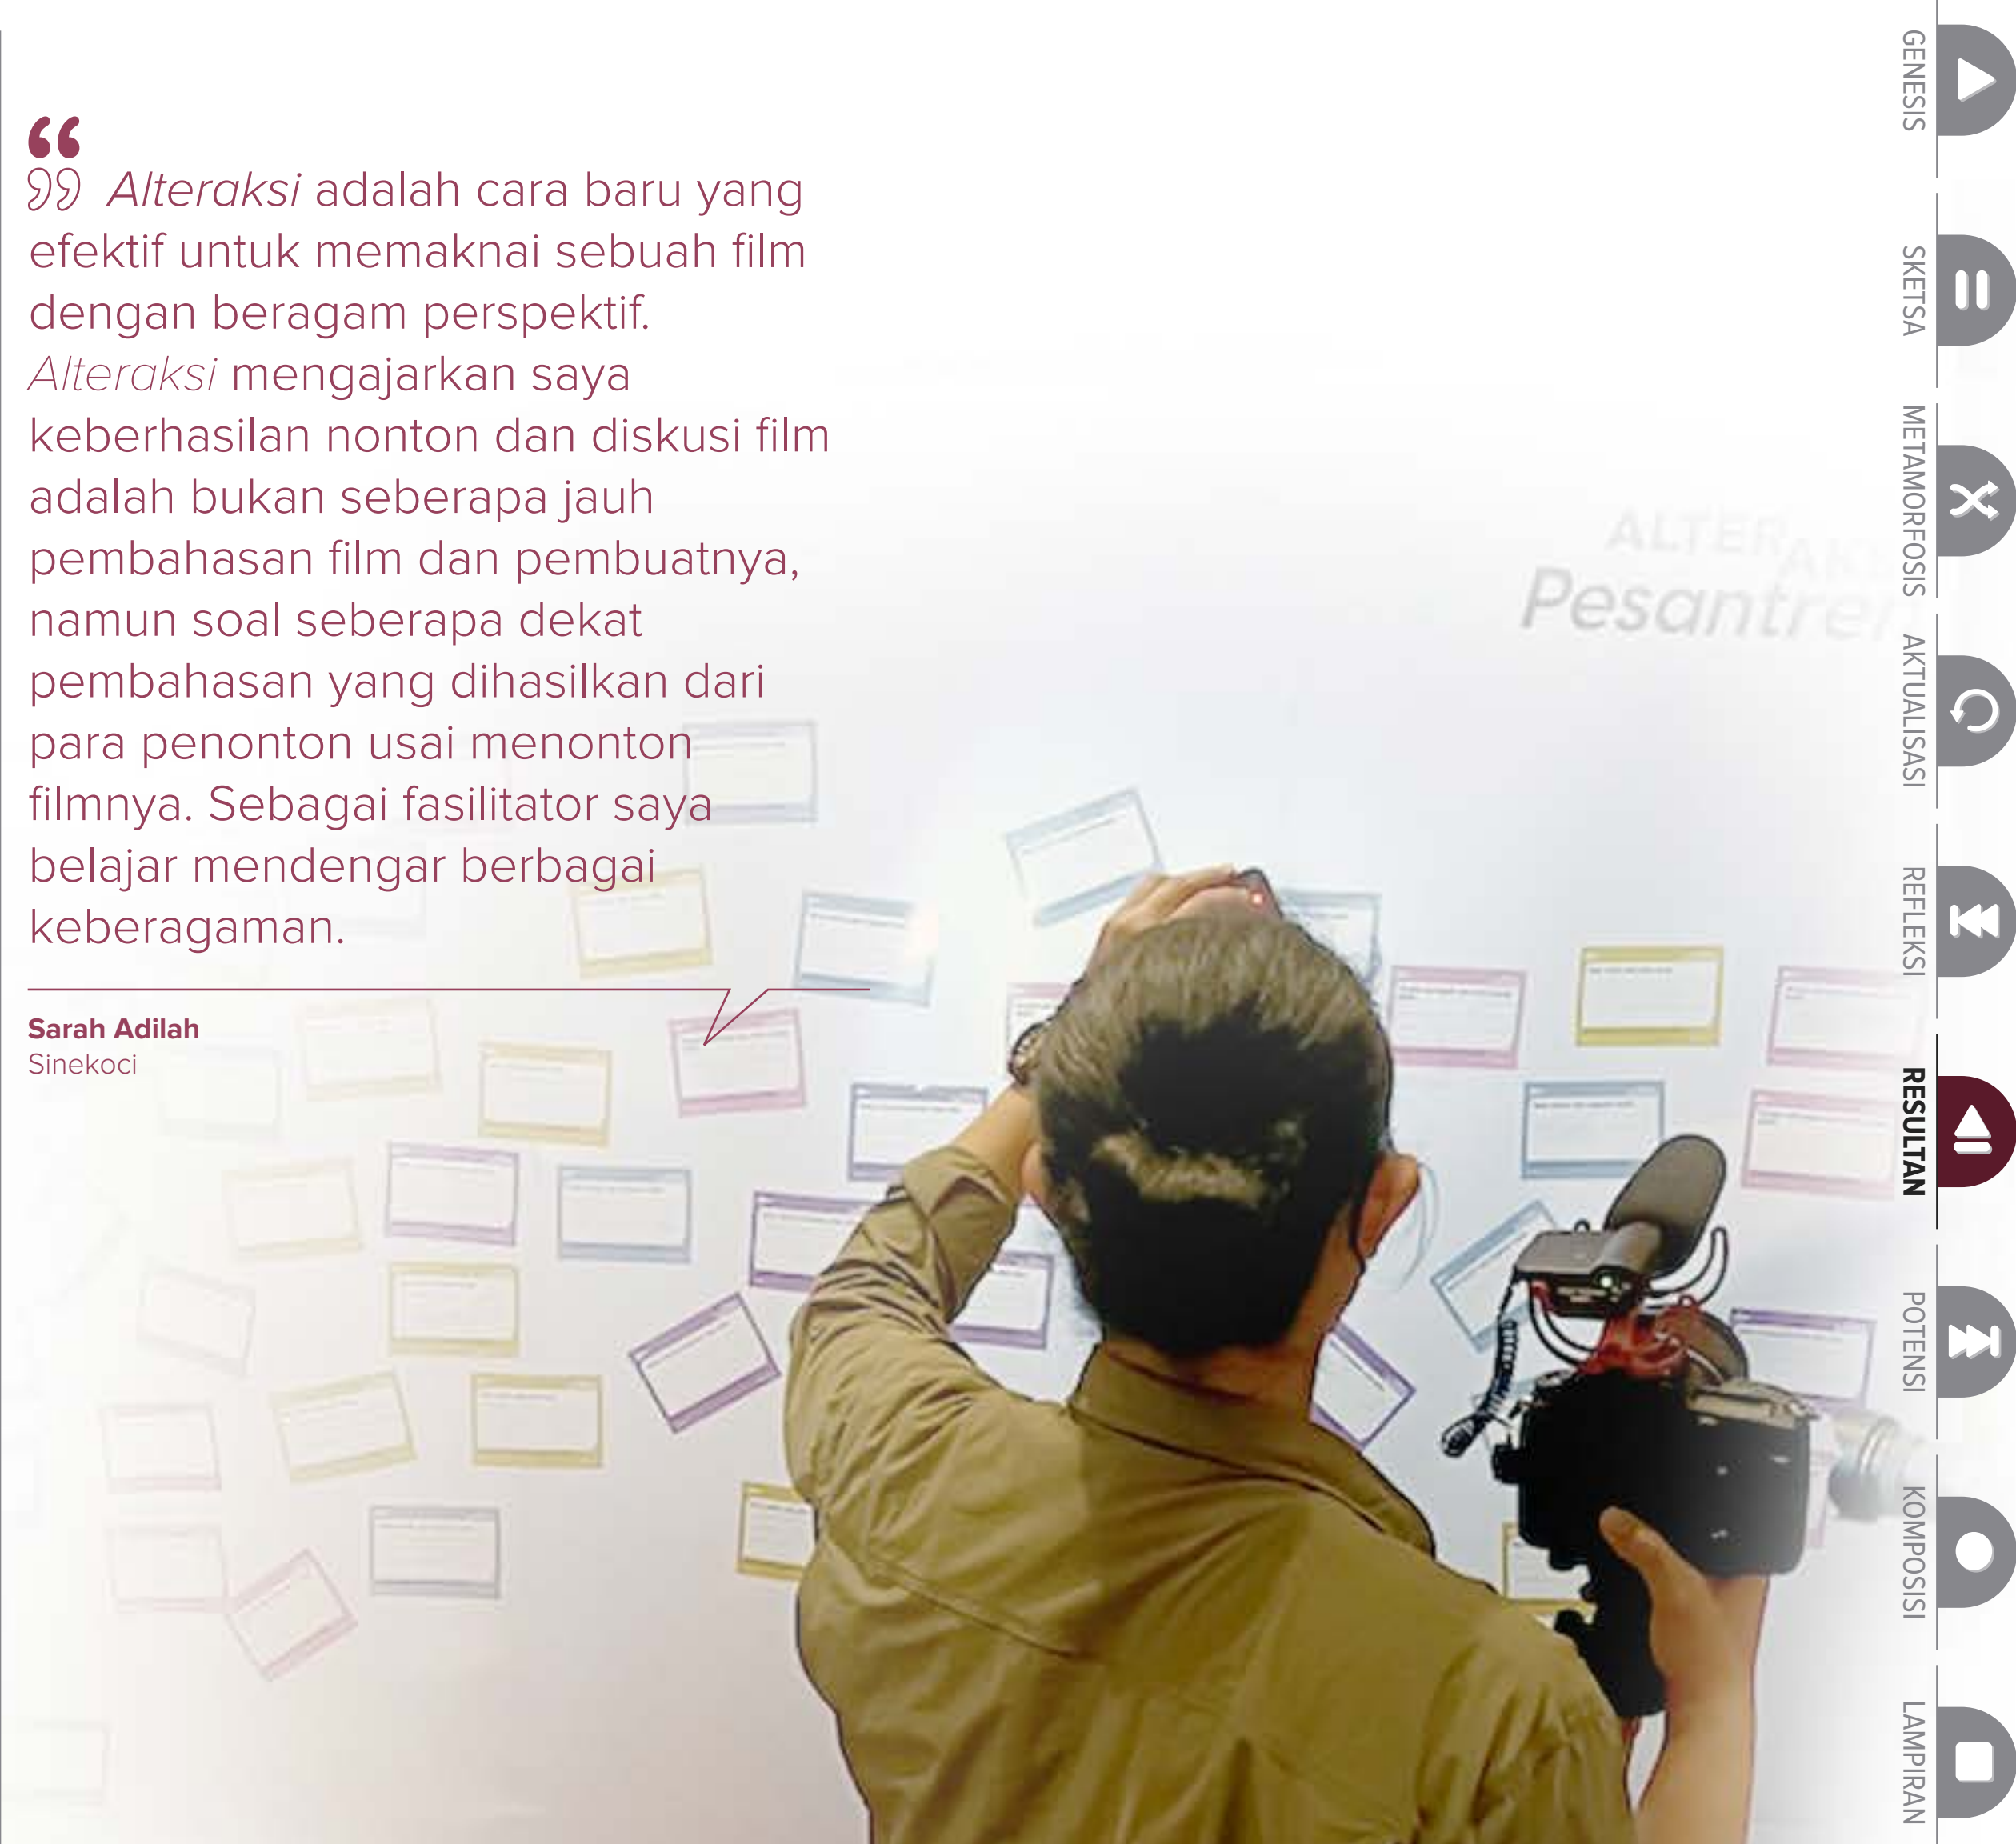 “
” Alteraksi adalah cara baru yang
efektif untuk memaknai sebuah film
dengan beragam perspektif.
Alteraksi mengajarkan saya
keberhasilan nonton dan diskusi film
adalah bukan seberapa jauh
pembahasan film dan pembuatnya,
namun soal seberapa dekat
pembahasan yang dihasilkan dari
para penonton usai menonton
filmnya. Sebagai fasilitator saya
belajar mendengar berbagai
keberagaman.
Sarah Adilah
Sinekoci
Pesantren
GENESIS
SKETSA
METAMORFOSIS
AKTUALISASI
REFLEKSI
RESULTAN
POTENSI
KOMPOSISI
LAMPIRAN